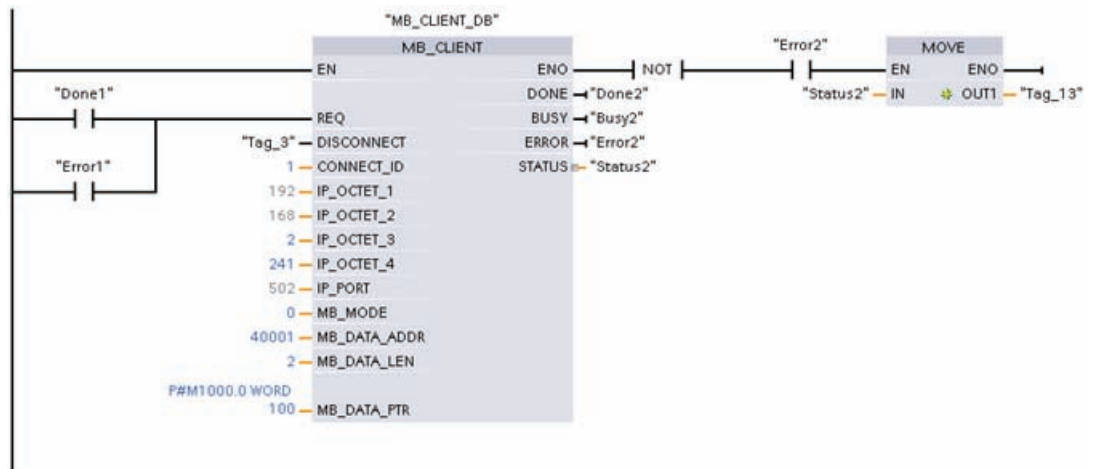 "MB_CLIENT_DB"
MB_CLIENT
EN
ENO
NOT
"Error2"
MOVE
EN
ENO
"Done1"
DONE
"Done2"
"Status2"
IN
OUT1
"Tag_13"
REQ
BUSY
"Busy2"
"Tag_3"
DISCONNECT
ERROR
"Error2"
"Error1"
1
CONNECT_ID
STATUS
"Status2"
192
IP_OCTET_1
168
IP_OCTET_2
2
IP_OCTET_3
241
IP_OCTET_4
502
IP_PORT
0
MB_MODE
40001
MB_DATA_ADDR
2
MB_DATA_LEN
P#M1000.0 WORD
100
MB_DATA_PTR